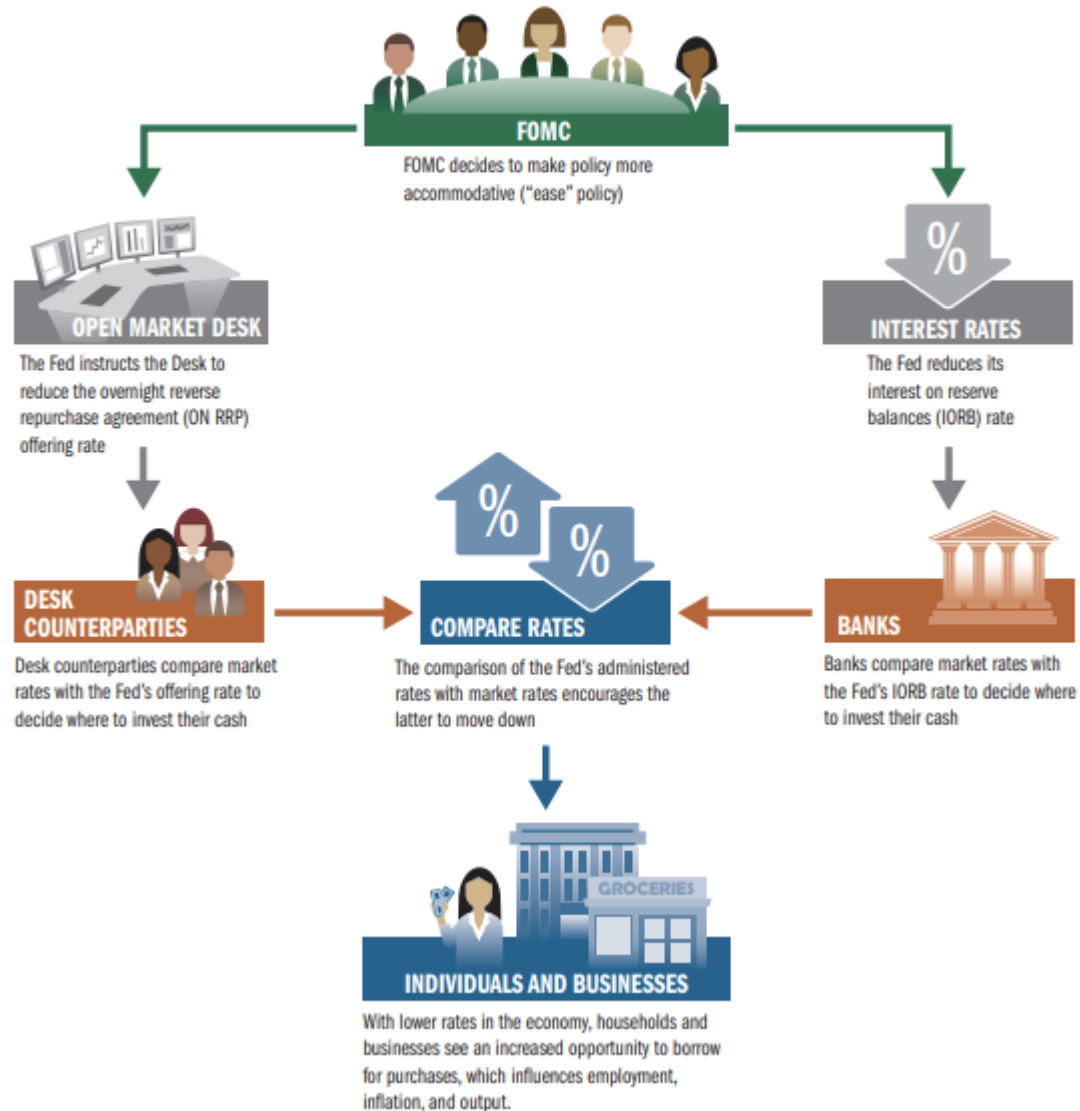 FOMC
FOMC decides to make policy more
accommodative (“ease” policy)
OPEN MARKET DESK
The Fed instructs the Desk to
reduce the overnight reverse
repurchase agreement (ON RRP)
offering rate
%
INTEREST RATES
The Fed reduces its
interest on reserve
balances (IORB) rate
DESK
COUNTERPARTIES
Desk counterparties compare market
rates with the Fed’s offering rate to
decide where to invest their cash
%
%
COMPARE RATES
The comparison of the Fed’s administered
rates with market rates encourages the
latter to move down
BANKS
Banks compare market rates with
the Fed’s IORB rate to decide where
to invest their cash
GROCERIES
INDIVIDUALS AND BUSINESSES
With lower rates in the economy, households and
businesses see an increased opportunity to borrow
for purchases, which influences employment,
inflation, and output.